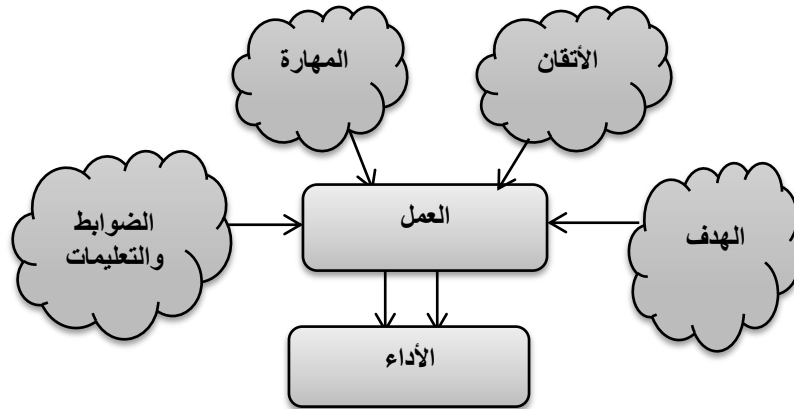 الأتقان
المهارة
الضوابط
والتعليمات
العمل
الهدف
الأداء